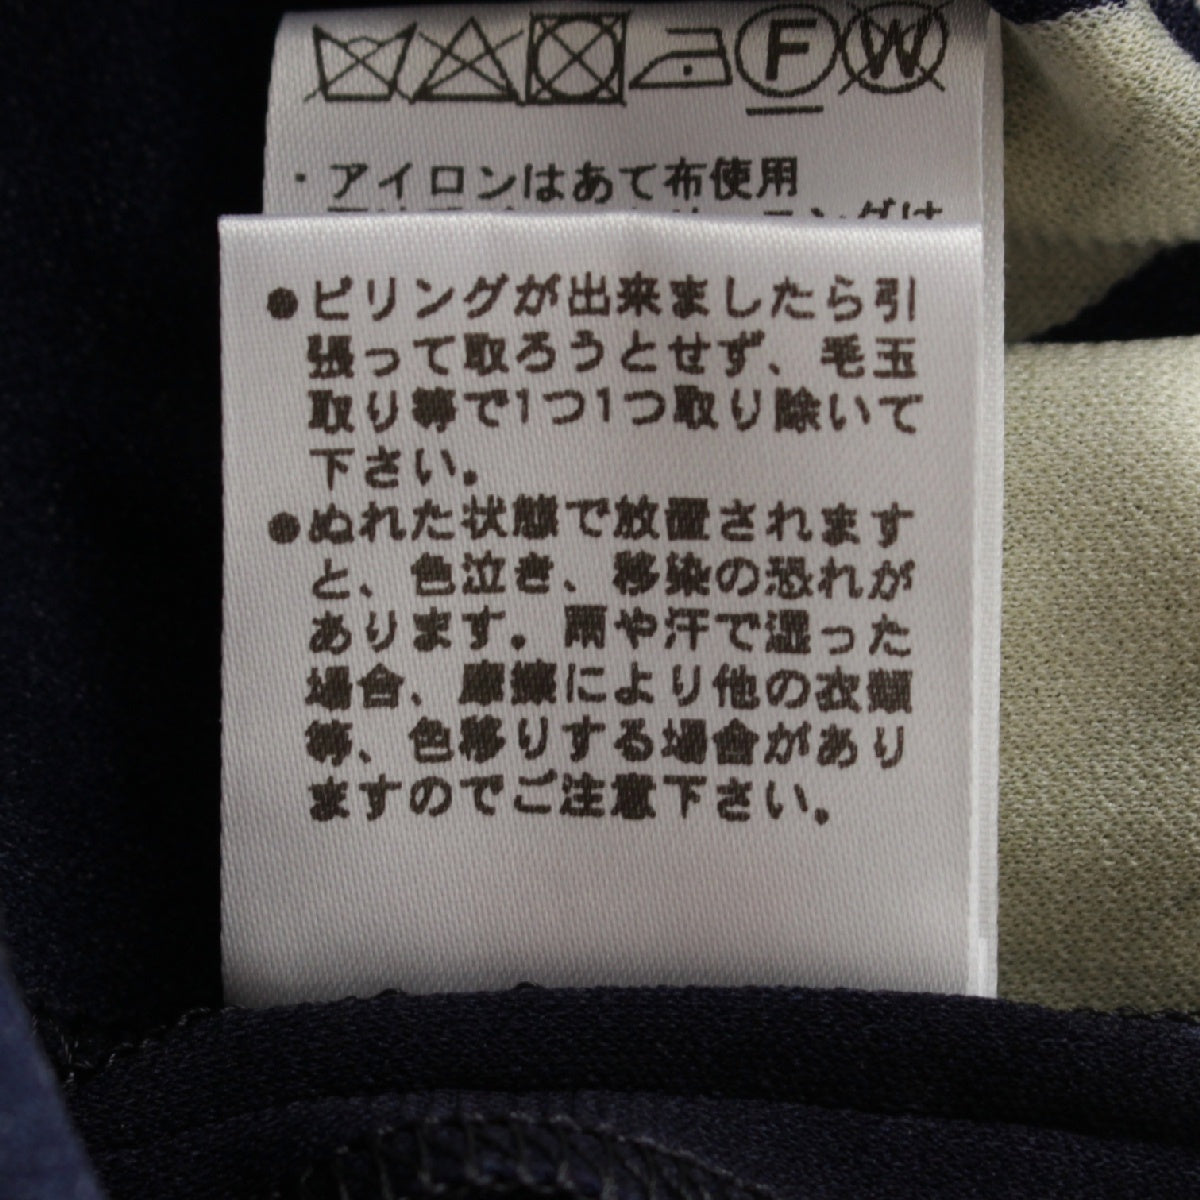 F W
・アイロンはあて布使用
●ピリングが出来ましたら引
張って取ろうとせず、毛玉
取り等で1つ1つ取り除いて
下さい。
●ぬれた状態で放置されます
と、色泣き、移染の恐れが
あります。雨や汗で湿った
場合、摩擦により他の衣類
等、色移りする場合があり
ますのでご注意下さい。